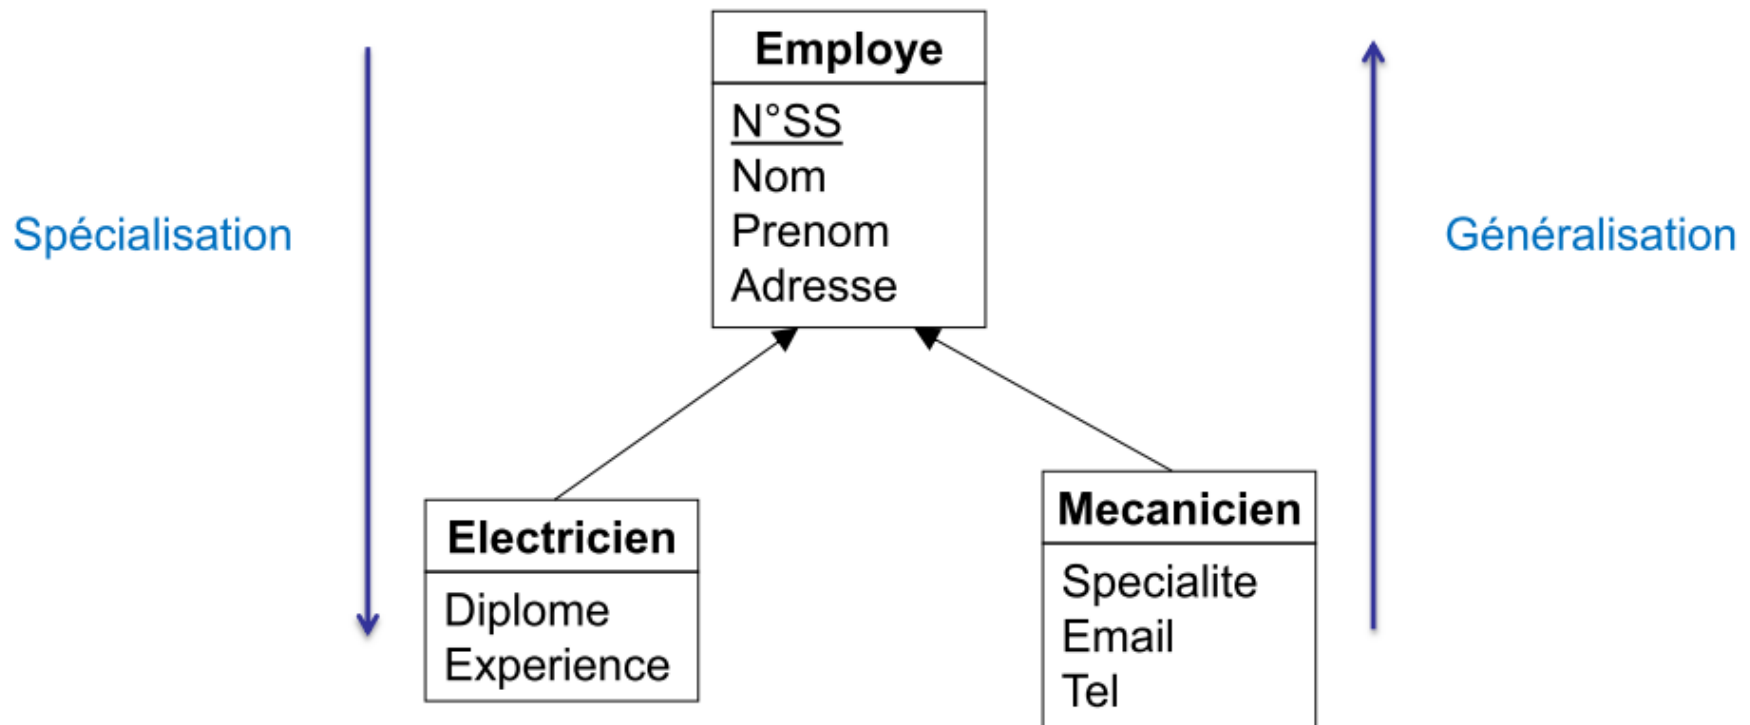 Employe
N°SS
Nom
Prenom
Adresse
Spécialisation
Généralisation
Electricien
Diplome
Experience
Mecanicien
Specialite
Email
Tel